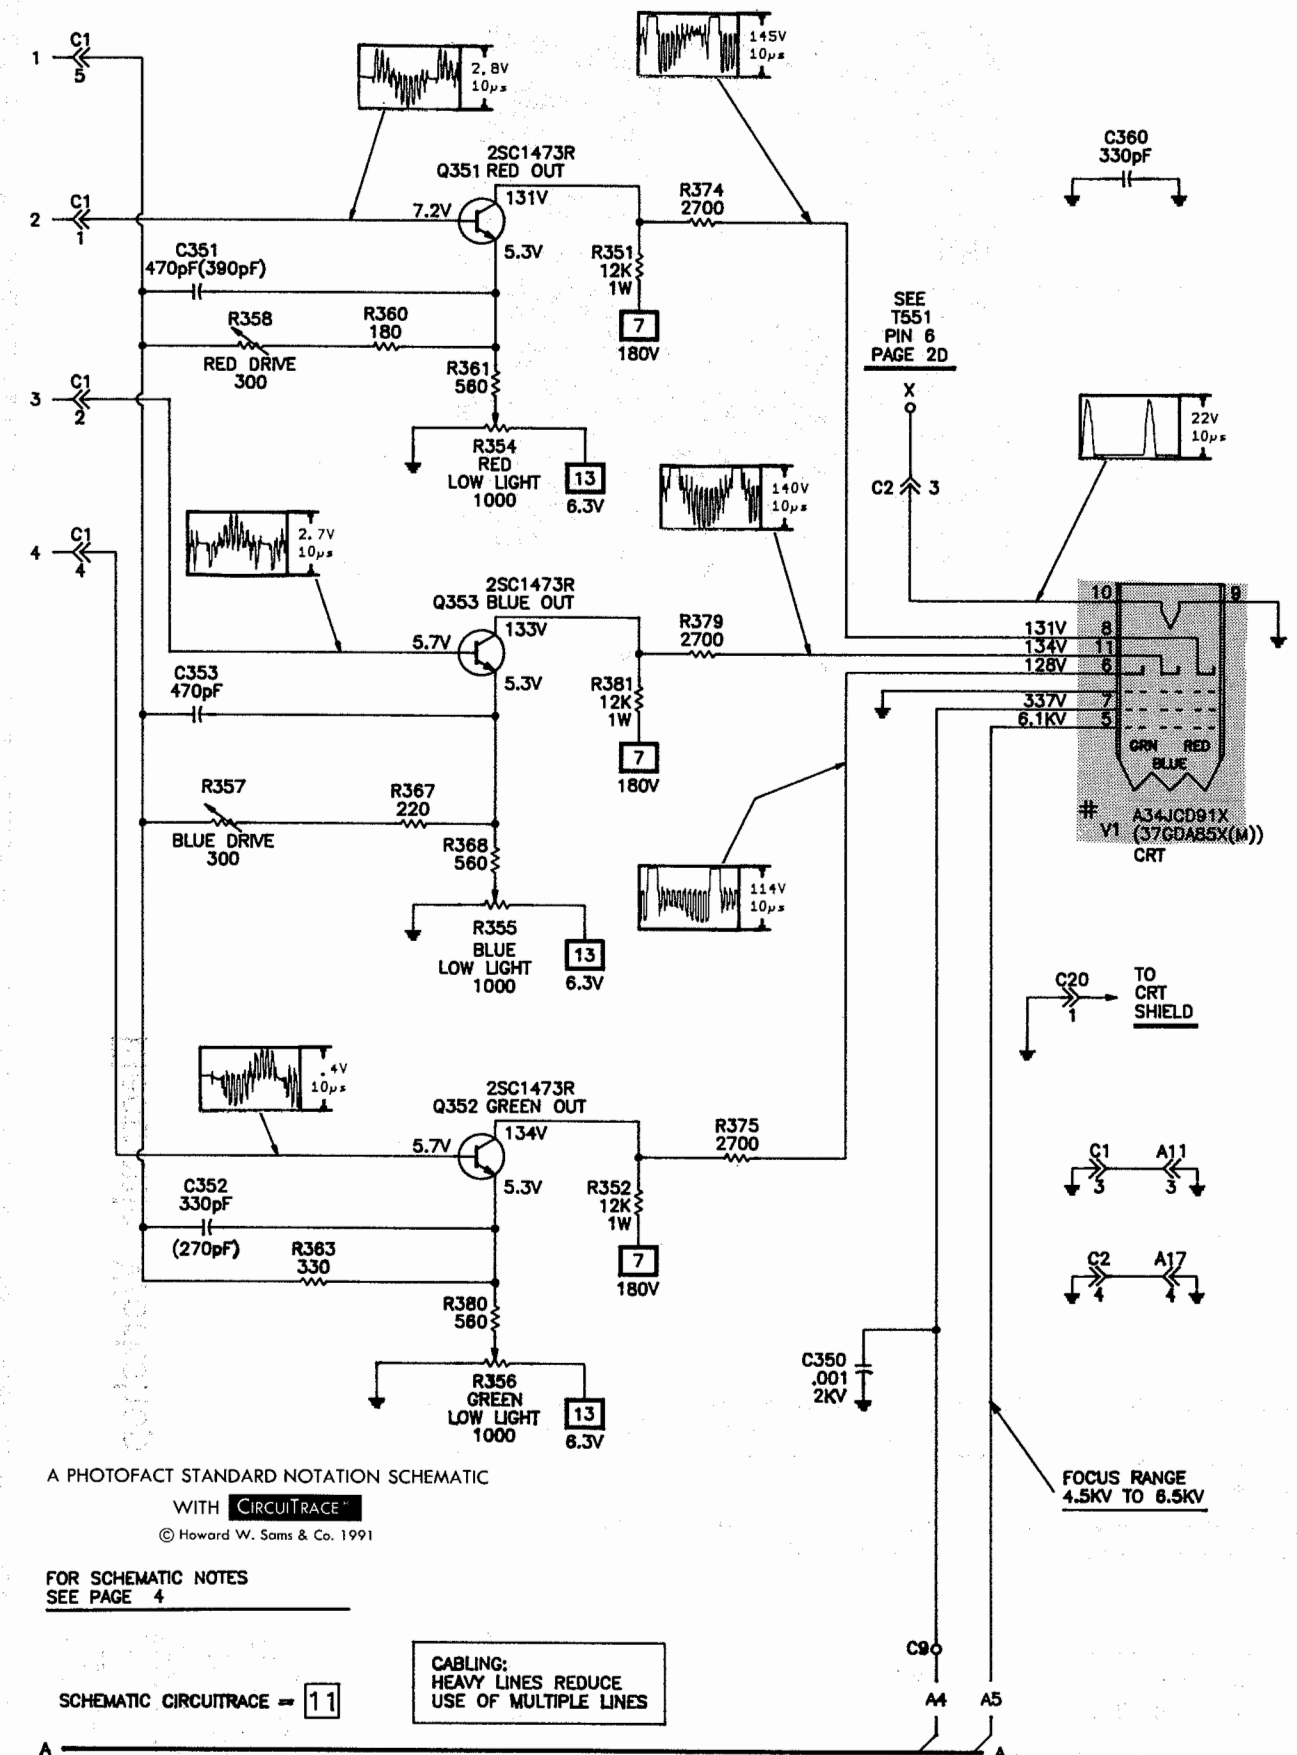 1
C1
5
2.8V
10µs
145V
10µs
2SC1473R
Q351 RED OUT
131V
7.2V
5.3V
C360
330pF
R374
2700
2
C1
1
C351
470pF(390pF)
R351
12K
1W
7
180V
R358
RED DRIVE
300
R360
180
R361
560
SEE
T551
PIN 6
PAGE 2D
X
C2
3
22V
10µs
3
C1
2
R354
RED
LOW LIGHT
1000
13
6.3V
140V
10µs
4
C1
4
2.7V
10µs
2SC1473R
Q353 BLUE OUT
133V
5.7V
5.3V
R379
2700
C353
470pF
R381
12K
1W
7
180V
10
9
131V
8
134V
11
128V
6
337V
7
6.1KV
5
GRN
RED
BLUE
#
V1
A34JCD91X
(37GDA85X(M))
CRT
R357
BLUE DRIVE
300
R367
220
R368
560
R355
BLUE
LOW LIGHT
1000
13
6.3V
114V
10µs
C20
1
TO
CRT
SHIELD
.4V
10µs
2SC1473R
Q352 GREEN OUT
134V
5.7V
5.3V
R375
2700
C1
3
A11
3
C352
330pF
(270pF)
R352
12K
1W
7
180V
R363
330
R380
560
C2
4
A17
4
R356
GREEN
LOW LIGHT
1000
13
6.3V
C350
.001
2KV
A PHOTOFACT STANDARD NOTATION SCHEMATIC
WITH CIRCUITRACE
© Howard W. Sams & Co. 1991
FOCUS RANGE
4.5KV TO 6.5KV
FOR SCHEMATIC NOTES
SEE PAGE 4
C9
CABLING:
HEAVY LINES REDUCE
USE OF MULTIPLE LINES
SCHEMATIC CIRCUITRACE = 11
A4
A5
A
A